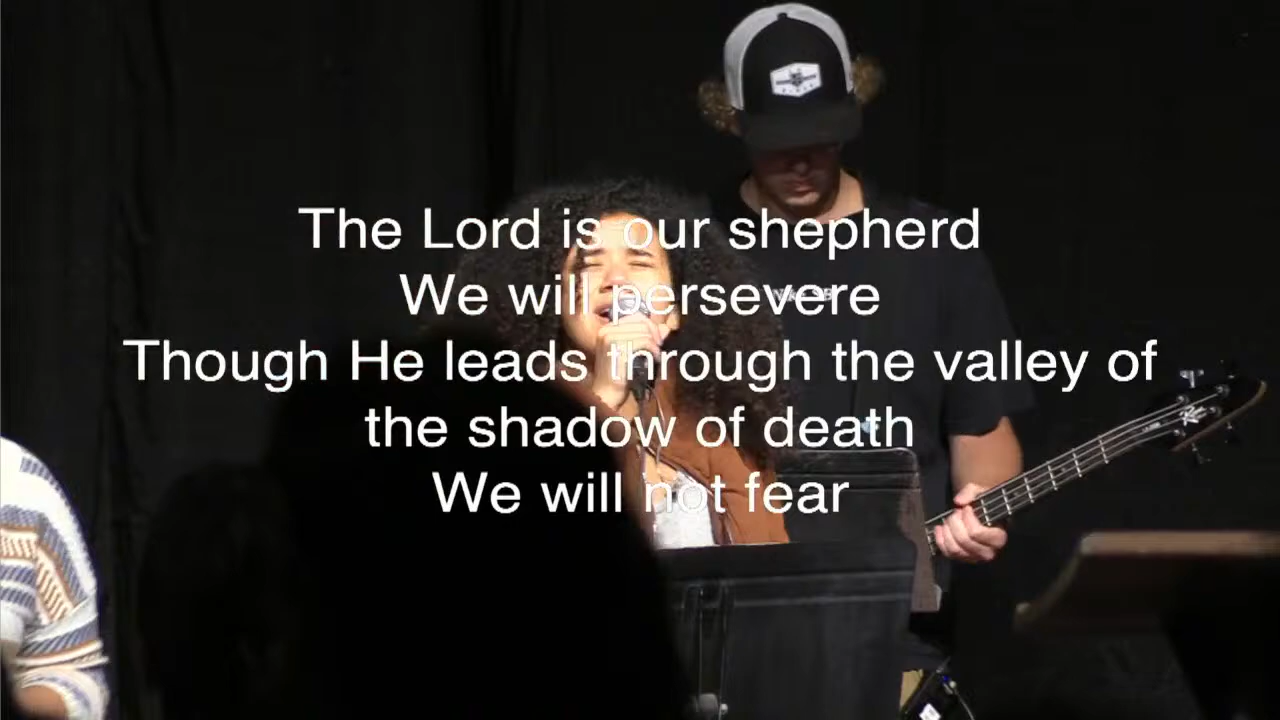 The Lord is our shepherd
We will persevere
Though He leads through the valley of
the shadow of death
We will not fear